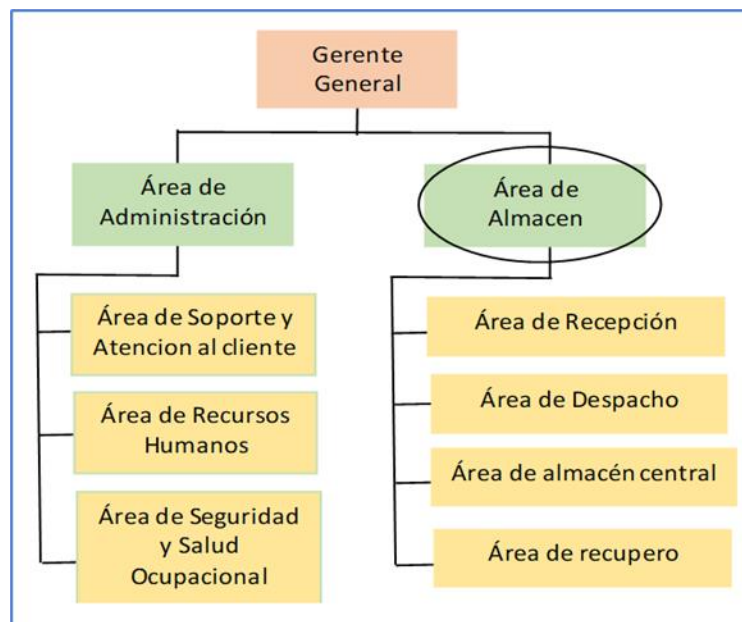 Gerente
General
Área de
Administración
Área de
Almacen
Área de Soporte y
Atencion al cliente
Área de Recursos
Humanos
Área de Seguridad
y Salud
Ocupacional
Área de Recepción
Área de Despacho
Área de almacén central
Área de recupero